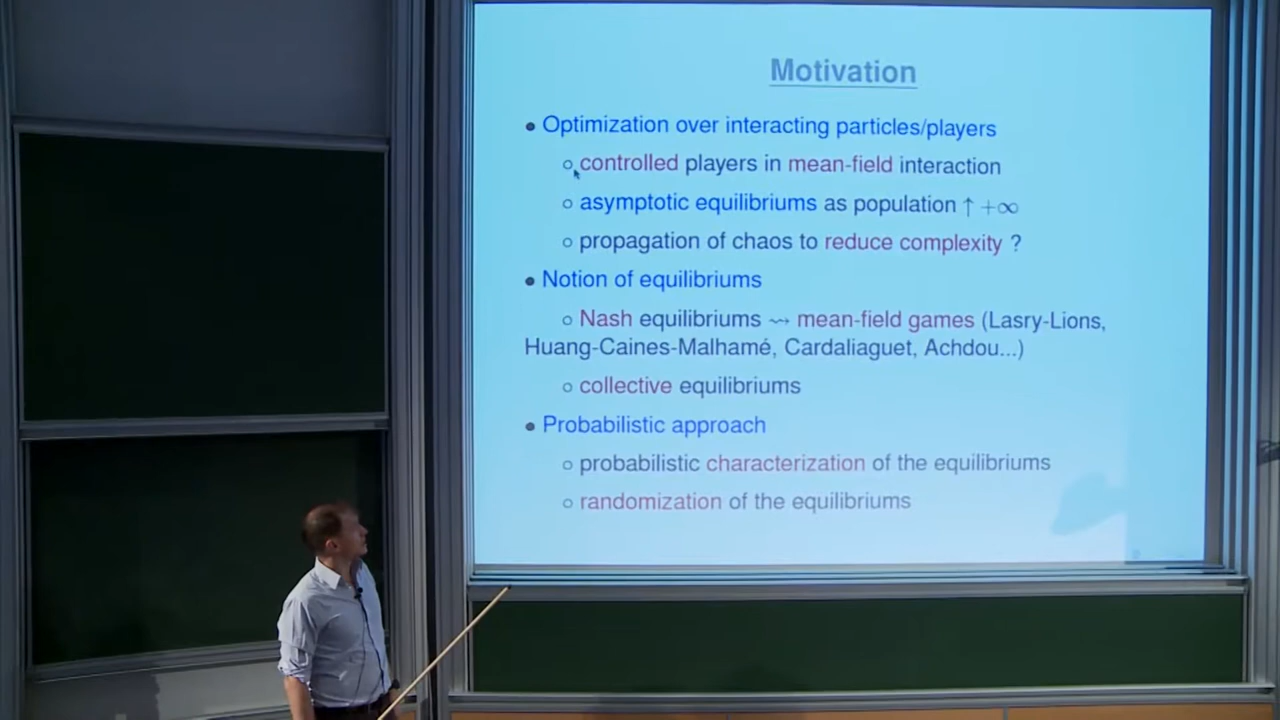 Motivation
• Optimization over interacting particles/players
○ controlled players in mean-field interaction
○ asymptotic equilibriums as population ↑ +∞
○ propagation of chaos to reduce complexity ?
• Notion of equilibriums
○ Nash equilibriums ⇝ mean-field games (Lasry-Lions,
Huang-Caines-Malhamé, Cardaliaguet, Achdou...)
○ collective equilibriums
• Probabilistic approach
○ probabilistic characterization of the equilibriums
○ randomization of the equilibriums